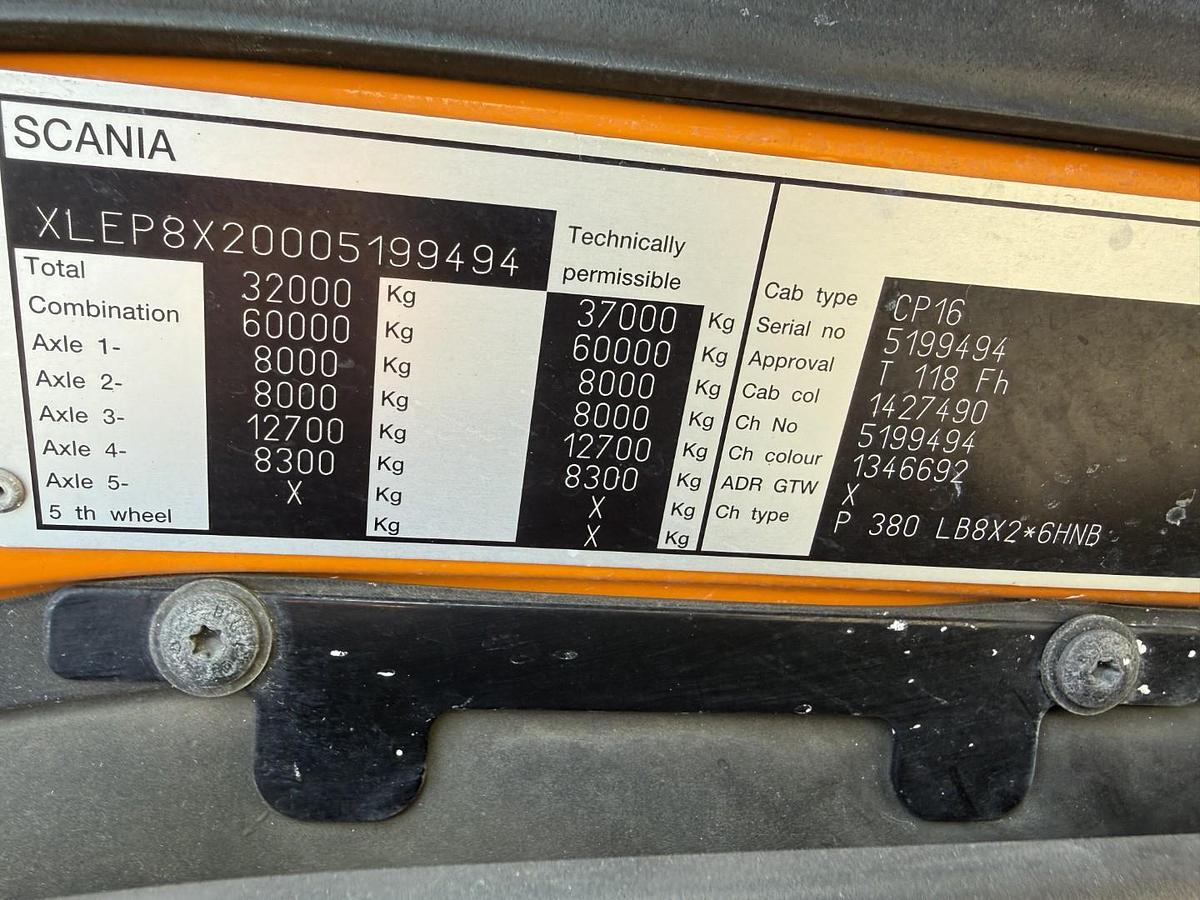 SCANIA
XLEP8X20005199494
Technically
permissible
Total 32000 Kg 37000 Kg
Combination 60000 Kg 60000 Kg
Axle 1- 8000 Kg 8000 Kg
Axle 2- 8000 Kg 8000 Kg
Axle 3- 12700 Kg 12700 Kg
Axle 4- 8300 Kg 8300 Kg
Axle 5- X Kg X Kg
5 th wheel Kg X Kg
Cab type CP16
Serial no 5199494
Approval T 118 Fh
Cab col 1427490
Ch No 5199494
Ch colour 1346692
ADR GTW X
Ch type P 380 LB8X2*6HNB